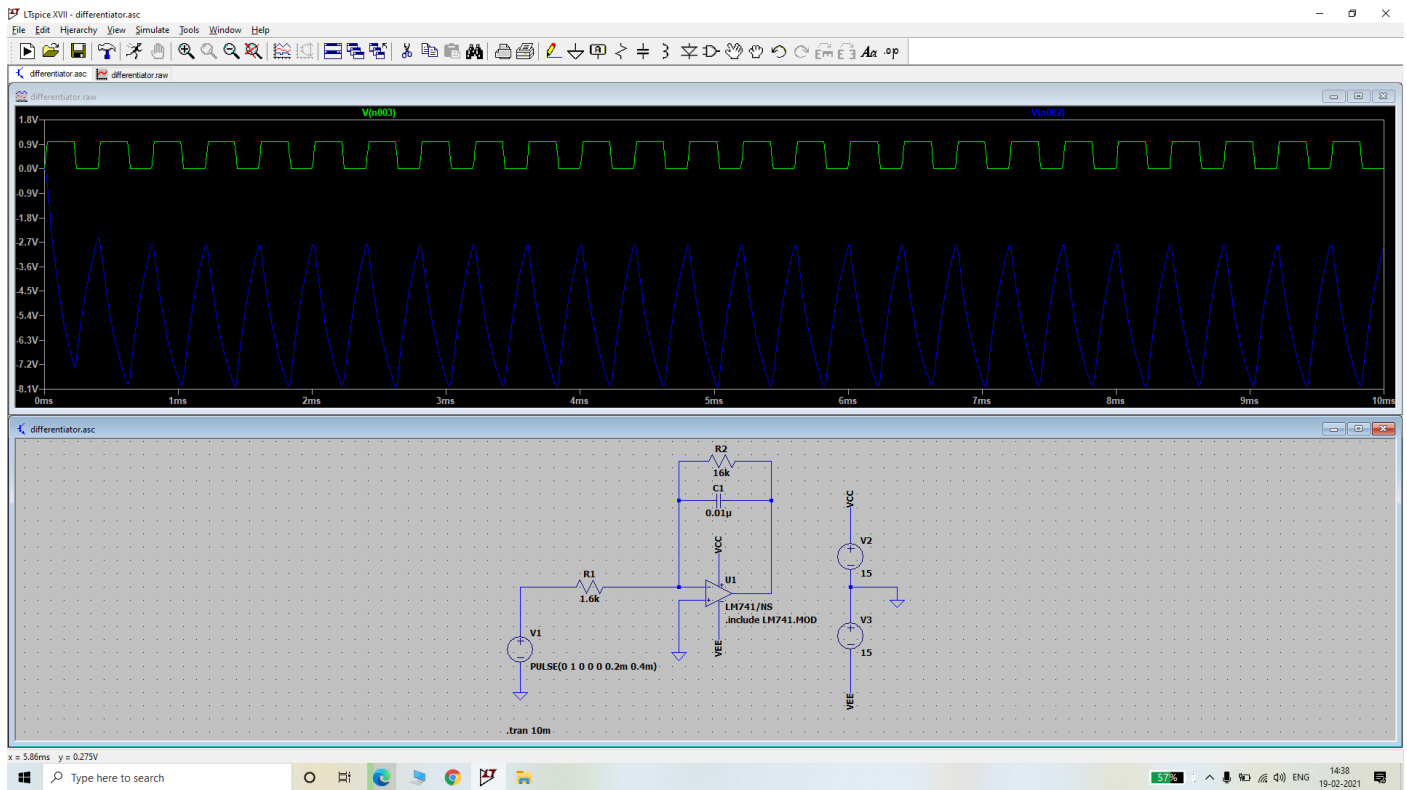 LTspice XVII - differentiator.asc
File Edit Hierarchy View Simulate Tools Window Help
Aa .op
differentiator.asc differentiator.raw
differentiator.raw
V(n003) V(n002)
1.8V
0.9V
0.0V
-0.9V
-1.8V
-2.7V
-3.6V
-4.5V
-5.4V
-6.3V
-7.2V
-8.1V
0ms 1ms 2ms 3ms 4ms 5ms 6ms 7ms 8ms 9ms 10ms
differentiator.asc
R2
16k
C1
0.01µ
VCC
VCC
V2
15
R1
1.6k
U1
LM741/NS
.include LM741.MOD
V3
15
V1
VEE
PULSE(0 1 0 0 0 0.2m 0.4m)
VEE
.tran 10m
x = 5.86ms y = 0.275V
Type here to search
57%
ENG
14:38
19-02-2021